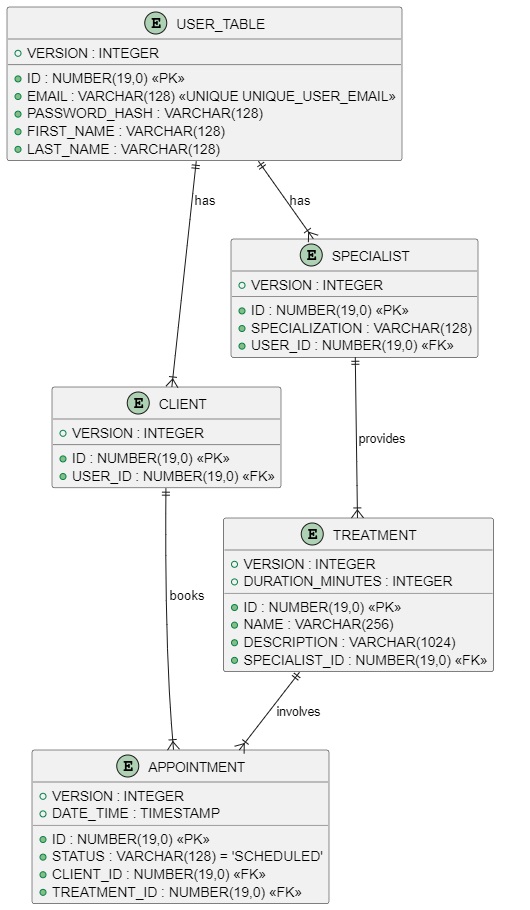 E USER_TABLE
VERSION : INTEGER
ID : NUMBER(19,0) «PK»
EMAIL : VARCHAR(128) «UNIQUE UNIQUE_USER_EMAIL»
PASSWORD_HASH : VARCHAR(128)
FIRST_NAME : VARCHAR(128)
LAST_NAME : VARCHAR(128)
has
has
E SPECIALIST
VERSION : INTEGER
ID : NUMBER(19,0) «PK»
SPECIALIZATION : VARCHAR(128)
USER_ID : NUMBER(19,0) «FK»
E CLIENT
VERSION : INTEGER
ID : NUMBER(19,0) «PK»
USER_ID : NUMBER(19,0) «FK»
provides
E TREATMENT
VERSION : INTEGER
DURATION_MINUTES : INTEGER
ID : NUMBER(19,0) «PK»
NAME : VARCHAR(256)
DESCRIPTION : VARCHAR(1024)
SPECIALIST_ID : NUMBER(19,0) «FK»
books
involves
E APPOINTMENT
VERSION : INTEGER
DATE_TIME : TIMESTAMP
ID : NUMBER(19,0) «PK»
STATUS : VARCHAR(128) = 'SCHEDULED'
CLIENT_ID : NUMBER(19,0) «FK»
TREATMENT_ID : NUMBER(19,0) «FK»